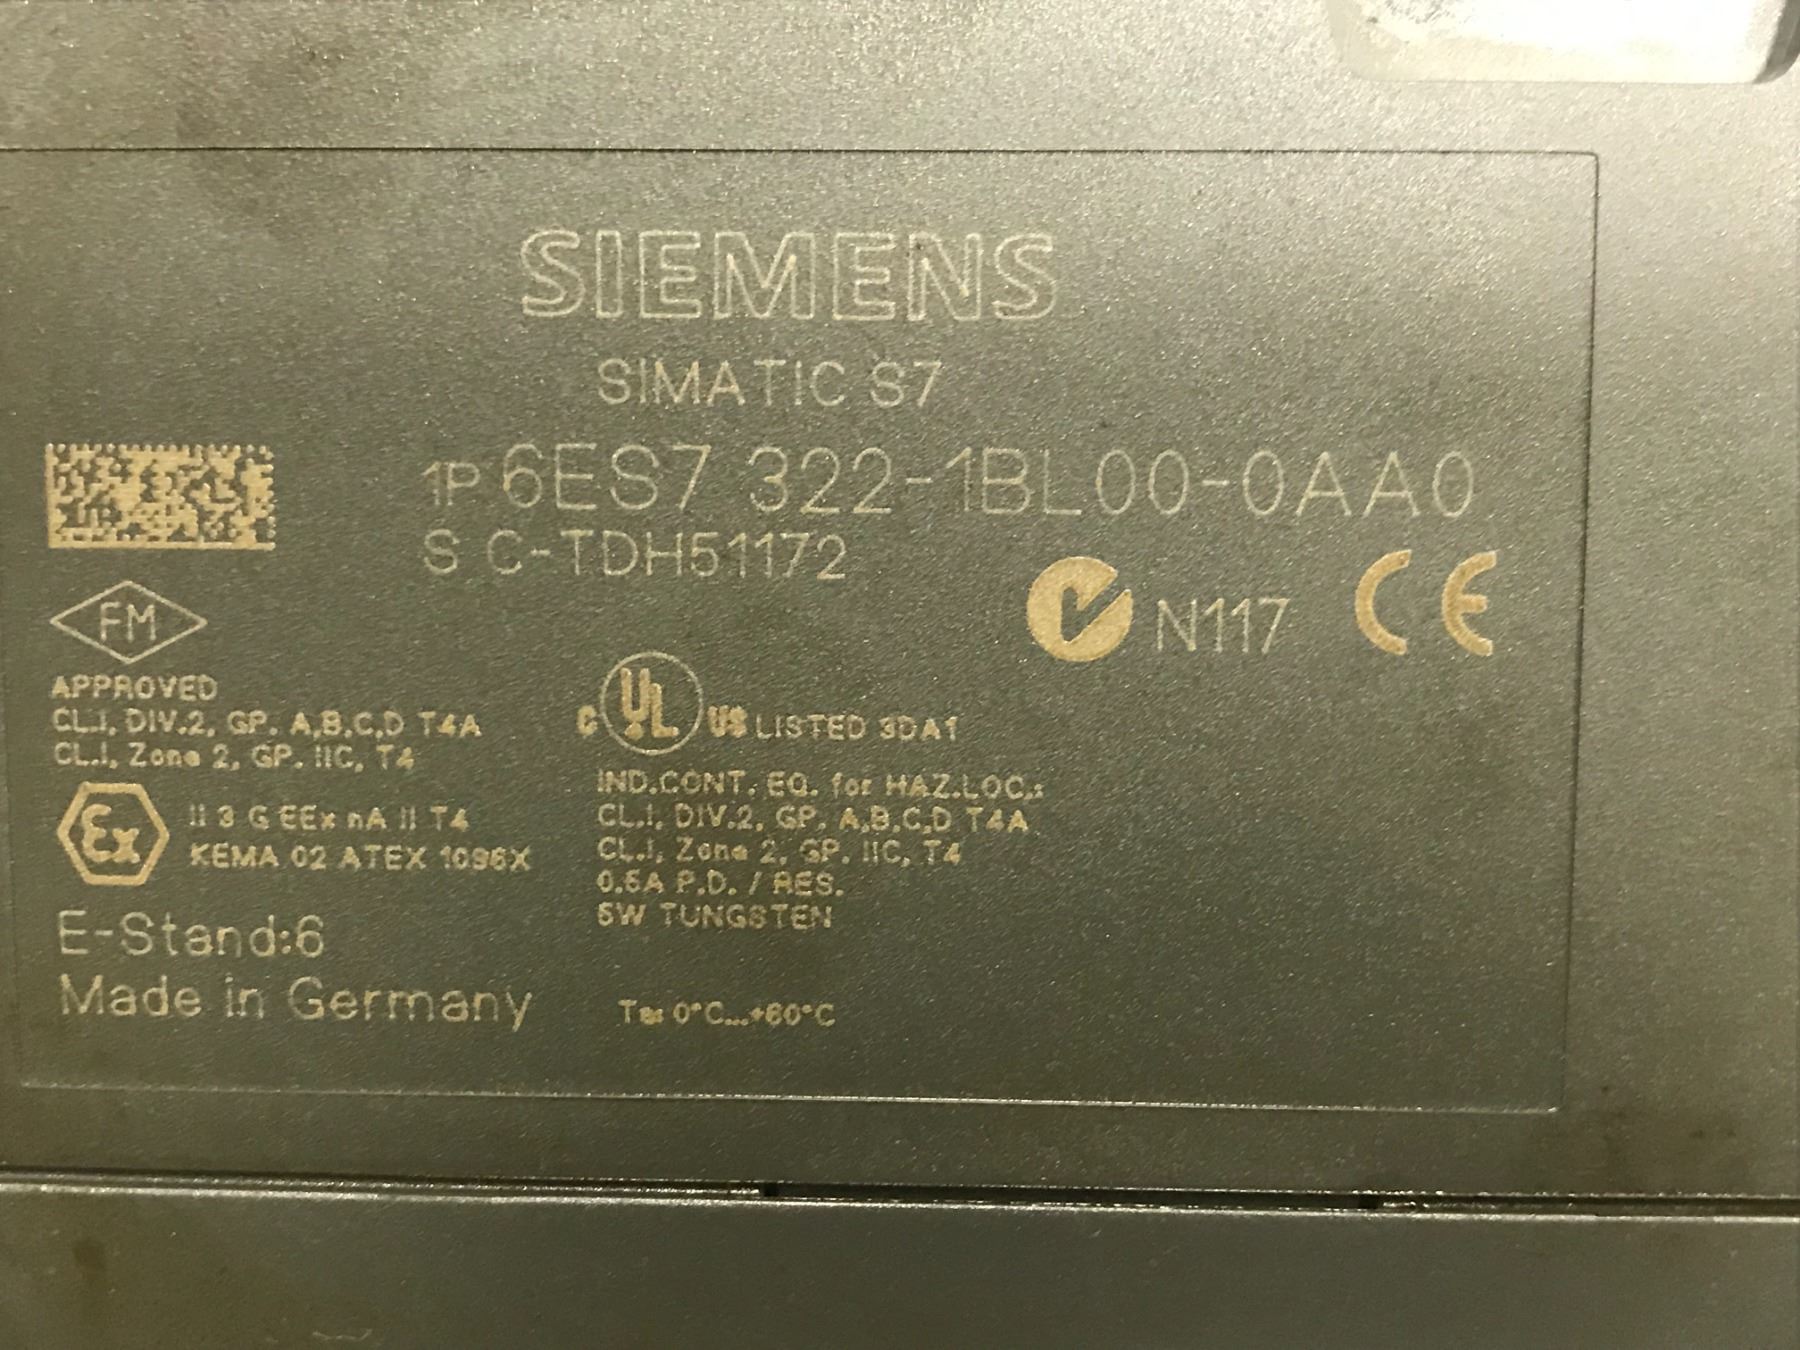 SIEMENS
SIMATIC S7
1P 6ES7 322-1BL00-0AA0
S C-TDH51172
N117 CE
FM
APPROVED
CL.I, DIV.2, GP. A,B,C,D T4A
CL.I, Zone 2, GP. IIC, T4
Ex
II 3 G EEx nA II T4
KEMA 02 ATEX 1096X
E-Stand:6
Made in Germany
C UL US LISTED 3DA1
IND.CONT. EQ. for HAZ.LOC.:
CL.I, DIV.2, GP. A,B,C,D T4A
CL.I, Zone 2, GP. IIC, T4
0.5A P.D. / RES.
5W TUNGSTEN
Ta: 0°C...+60°C